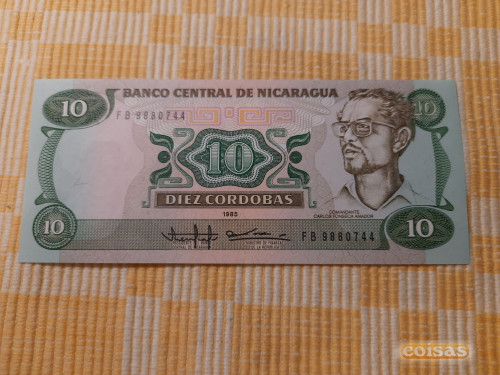 BANCO CENTRAL DE NICARAGUA
10
10
FB 9880744
10
DIEZ CORDOBAS
1985
COMANDANTE
CARLOS FONSECA AMADOR
10
10
FB 9880744
coisas